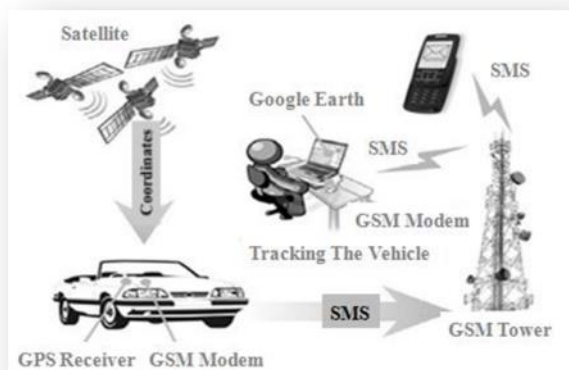 Satellite
SMS
Google Earth
SMS
Coordinates
GSM Modem
Tracking The Vehicle
SMS
GSM Tower
GPS Receiver
GSM Modem